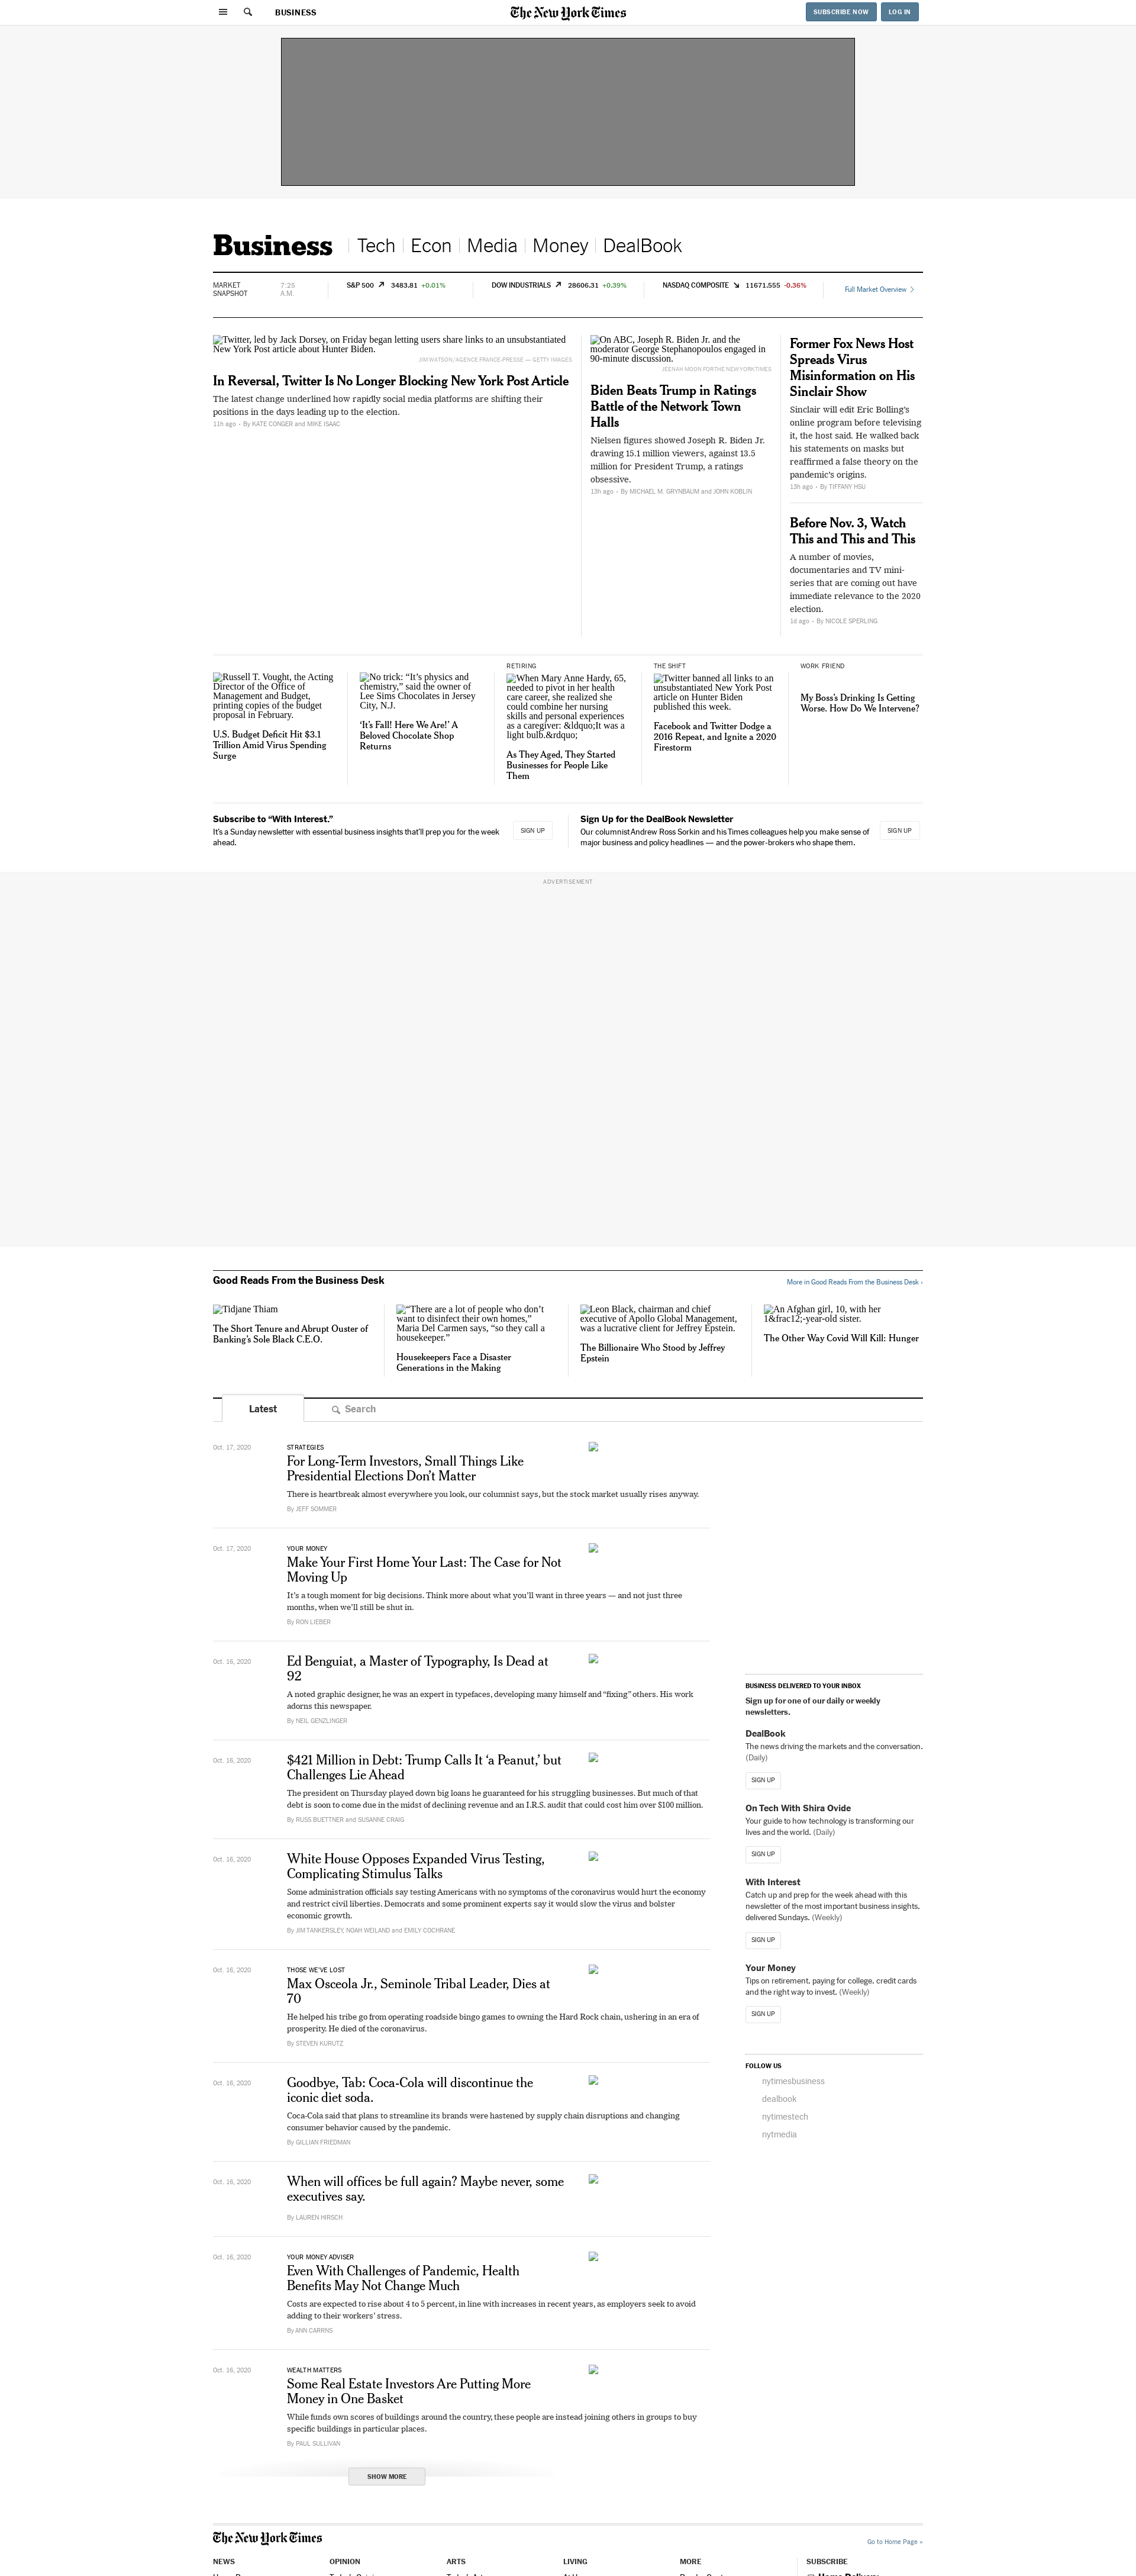 BUSINESS
The New York Times
SUBSCRIBE NOW
LOG IN
Business
Tech
Econ
Media
Money
DealBook
MARKET
SNAPSHOT
7:25
A.M.
S&P 500 3483.81 +0.01%
DOW INDUSTRIALS 28606.31 +0.39%
NASDAQ COMPOSITE 11671.555 -0.36%
Full Market Overview
Twitter, led by Jack Dorsey, on Friday began letting users share links to an unsubstantiated
New York Post article about Hunter Biden.
JIM WATSON/AGENCE FRANCE-PRESSE — GETTY IMAGES
In Reversal, Twitter Is No Longer Blocking New York Post Article
The latest change underlined how rapidly social media platforms are shifting their
positions in the days leading up to the election.
11h ago · By KATE CONGER and MIKE ISAAC
On ABC, Joseph R. Biden Jr. and the
moderator George Stephanopoulos engaged in
90-minute discussion.
JEENAH MOON FOR THE NEW YORK TIMES
Biden Beats Trump in Ratings
Battle of the Network Town
Halls
Nielsen figures showed Joseph R. Biden Jr.
drawing 15.1 million viewers, against 13.5
million for President Trump, a ratings
obsessive.
13h ago · By MICHAEL M. GRYNBAUM and JOHN KOBLIN
Former Fox News Host
Spreads Virus
Misinformation on His
Sinclair Show
Sinclair will edit Eric Bolling’s
online program before televising
it, the host said. He walked back
his statements on masks but
reaffirmed a false theory on the
pandemic’s origins.
13h ago · By TIFFANY HSU
Before Nov. 3, Watch
This and This and This
A number of movies,
documentaries and TV mini-
series that are coming out have
immediate relevance to the 2020
election.
1d ago · By NICOLE SPERLING
Russell T. Vought, the Acting
Director of the Office of
Management and Budget,
printing copies of the budget
proposal in February.
U.S. Budget Deficit Hit $3.1
Trillion Amid Virus Spending
Surge
No trick: “It’s physics and
chemistry,” said the owner of
Lee Sims Chocolates in Jersey
City, N.J.
‘It’s Fall! Here We Are!’ A
Beloved Chocolate Shop
Returns
RETIRING
When Mary Anne Hardy, 65,
needed to pivot in her health
care career, she realized she
could combine her nursing
skills and personal experiences
as a caregiver: &ldquo;It was a
light bulb.&rdquo;
As They Aged, They Started
Businesses for People Like
Them
THE SHIFT
Twitter banned all links to an
unsubstantiated New York Post
article on Hunter Biden
published this week.
Facebook and Twitter Dodge a
2016 Repeat, and Ignite a 2020
Firestorm
WORK FRIEND
My Boss’s Drinking Is Getting
Worse. How Do We Intervene?
Subscribe to “With Interest.”
It’s a Sunday newsletter with essential business insights that’ll prep you for the week
ahead.
SIGN UP
Sign Up for the DealBook Newsletter
Our columnist Andrew Ross Sorkin and his Times colleagues help you make sense of
major business and policy headlines — and the power-brokers who shape them.
SIGN UP
ADVERTISEMENT
Good Reads From the Business Desk
More in Good Reads From the Business Desk ›
Tidjane Thiam
The Short Tenure and Abrupt Ouster of
Banking’s Sole Black C.E.O.
“There are a lot of people who don’t
want to disinfect their own homes,”
Maria Del Carmen says, “so they call a
housekeeper.”
Housekeepers Face a Disaster
Generations in the Making
Leon Black, chairman and chief
executive of Apollo Global Management,
was a lucrative client for Jeffrey Epstein.
The Billionaire Who Stood by Jeffrey
Epstein
An Afghan girl, 10, with her
1&frac12;-year-old sister.
The Other Way Covid Will Kill: Hunger
Latest
Search
Oct. 17, 2020
STRATEGIES
For Long-Term Investors, Small Things Like
Presidential Elections Don’t Matter
There is heartbreak almost everywhere you look, our columnist says, but the stock market usually rises anyway.
By JEFF SOMMER
Oct. 17, 2020
YOUR MONEY
Make Your First Home Your Last: The Case for Not
Moving Up
It’s a tough moment for big decisions. Think more about what you’ll want in three years — and not just three
months, when we’ll still be shut in.
By RON LIEBER
Oct. 16, 2020
Ed Benguiat, a Master of Typography, Is Dead at
92
A noted graphic designer, he was an expert in typefaces, developing many himself and “fixing” others. His work
adorns this newspaper.
By NEIL GENZLINGER
Oct. 16, 2020
$421 Million in Debt: Trump Calls It ‘a Peanut,’ but
Challenges Lie Ahead
The president on Thursday played down big loans he guaranteed for his struggling businesses. But much of that
debt is soon to come due in the midst of declining revenue and an I.R.S. audit that could cost him over $100 million.
By RUSS BUETTNER and SUSANNE CRAIG
Oct. 16, 2020
White House Opposes Expanded Virus Testing,
Complicating Stimulus Talks
Some administration officials say testing Americans with no symptoms of the coronavirus would hurt the economy
and restrict civil liberties. Democrats and some prominent experts say it would slow the virus and bolster
economic growth.
By JIM TANKERSLEY, NOAH WEILAND and EMILY COCHRANE
Oct. 16, 2020
THOSE WE’VE LOST
Max Osceola Jr., Seminole Tribal Leader, Dies at
70
He helped his tribe go from operating roadside bingo games to owning the Hard Rock chain, ushering in an era of
prosperity. He died of the coronavirus.
By STEVEN KURUTZ
Oct. 16, 2020
Goodbye, Tab: Coca-Cola will discontinue the
iconic diet soda.
Coca-Cola said that plans to streamline its brands were hastened by supply chain disruptions and changing
consumer behavior caused by the pandemic.
By GILLIAN FRIEDMAN
Oct. 16, 2020
When will offices be full again? Maybe never, some
executives say.
By LAUREN HIRSCH
Oct. 16, 2020
YOUR MONEY ADVISER
Even With Challenges of Pandemic, Health
Benefits May Not Change Much
Costs are expected to rise about 4 to 5 percent, in line with increases in recent years, as employers seek to avoid
adding to their workers’ stress.
By ANN CARRNS
Oct. 16, 2020
WEALTH MATTERS
Some Real Estate Investors Are Putting More
Money in One Basket
While funds own scores of buildings around the country, these people are instead joining others in groups to buy
specific buildings in particular places.
By PAUL SULLIVAN
SHOW MORE
BUSINESS DELIVERED TO YOUR INBOX
Sign up for one of our daily or weekly
newsletters.
DealBook
The news driving the markets and the conversation.
(Daily)
SIGN UP
On Tech With Shira Ovide
Your guide to how technology is transforming our
lives and the world. (Daily)
SIGN UP
With Interest
Catch up and prep for the week ahead with this
newsletter of the most important business insights,
delivered Sundays. (Weekly)
SIGN UP
Your Money
Tips on retirement, paying for college, credit cards
and the right way to invest. (Weekly)
SIGN UP
FOLLOW US
nytimesbusiness
dealbook
nytimestech
nytmedia
The New York Times
Go to Home Page »
NEWS
OPINION
ARTS
LIVING
MORE
SUBSCRIBE